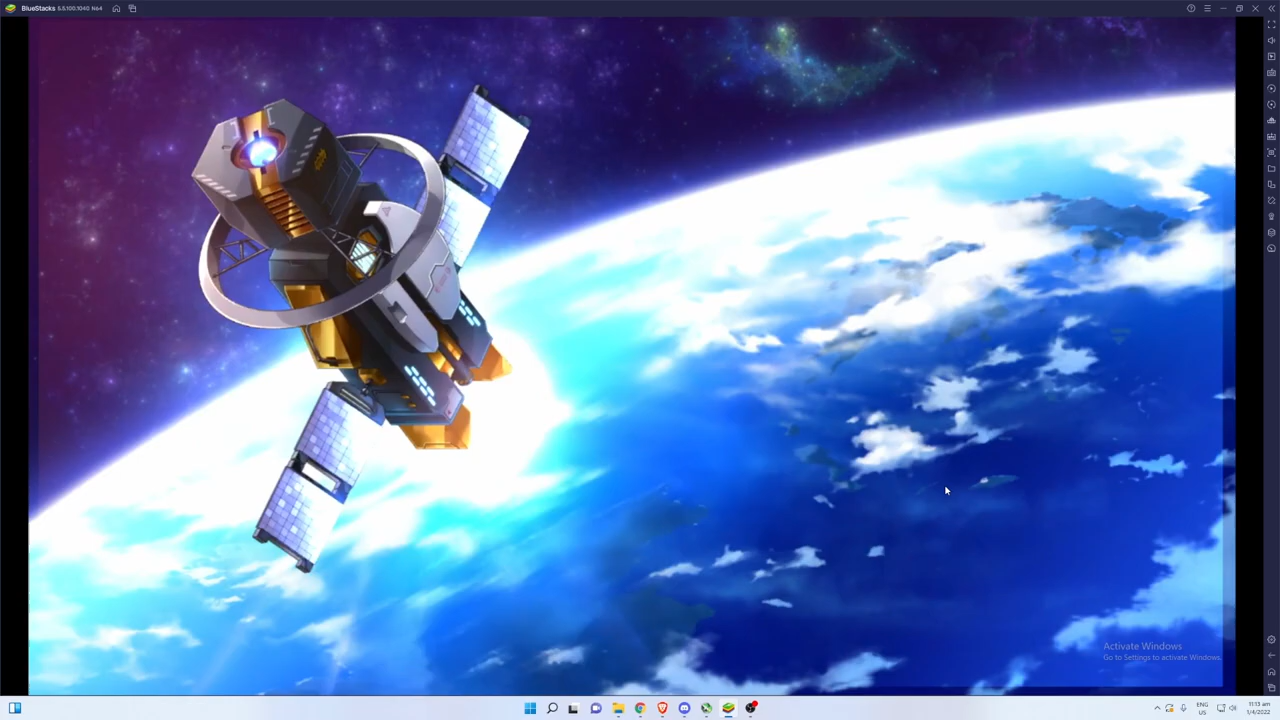 BlueStacks 5.5.100.1040 N64
Activate Windows
Go to Settings to activate Windows.
ENG
US
11:13 am
1/4/2022